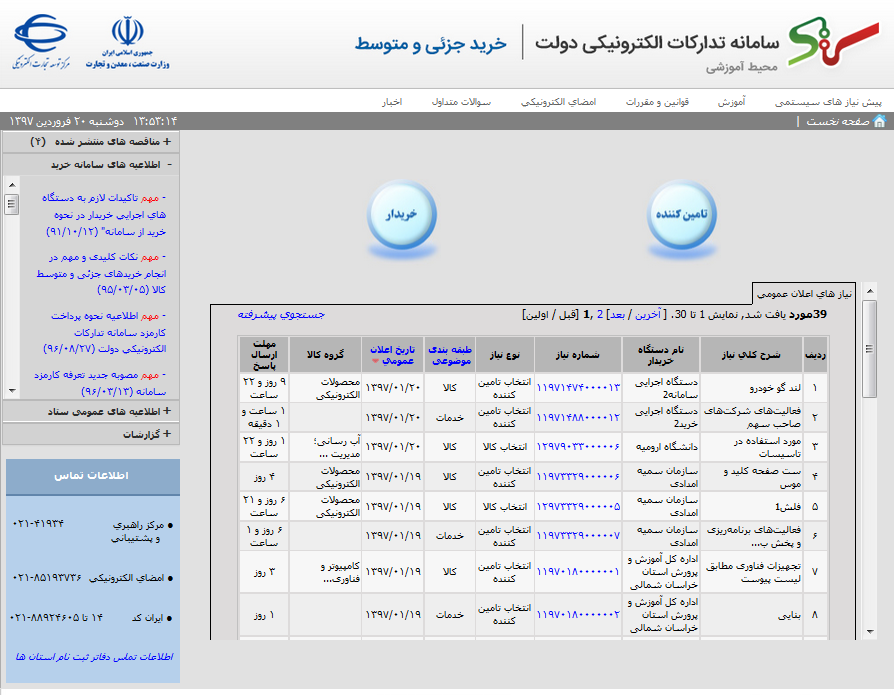 سامانه تدارکات الکترونیکی دولت
خرید جزئی و متوسط
محیط آموزشی
جمهوری اسلامی ایران
وزارت صنعت، معدن و تجارت
مرکز توسعه تجارت الکترونیکی
پیش نیاز های سیستمی
آموزش
قوانین و مقررات
امضای الکترونیکی
سوالات متداول
اخبار
صفحه نخست |
۱۳:۵۳:۱۴ دوشنبه ۲۰ فروردین ۱۳۹۷
+ مناقصه های منتشر شده (۴)
- اطلاعیه های سامانه خرید
- مهم تاکیدات لازم به دستگاه
های اجرایی خریدار در نحوه
خرید از سامانه" (۹۱/۱۰/۱۲)
- مهم نکات کلیدی و مهم در
انجام خریدهای جزئی و متوسط
کالا (۹۵/۰۳/۰۵)
- مهم اطلاعیه نحوه پرداخت
کارمزد سامانه تدارکات
الکترونیکی دولت (۹۶/۰۸/۲۷)
- مهم مصوبه جدید تعرفه کارمزد
سامانه (۹۶/۰۳/۱۳)
+ اطلاعیه های عمومی ستاد
+ گزارشات
اطلاعات تماس
مرکز راهبري ۰۲۱-۴۱۹۳۴
و پشتیبانی
امضاي الکترونیکی ۰۲۱-۸۵۱۹۳۷۳۶
ایران کد ۱۴ تا ۰۲۱-۸۸۹۲۴۶۰۵
اطلاعات تماس دفاتر ثبت نام استان ها
تامین کننده
خریدار
نیاز هاي اعلان عمومی
39مورد یافت شد, نمایش 1 تا 30. [ آخرین / بعد] 2 ,1 [قبل / اولین]
جستجوي پیشرفته
ردیف شرح کلي نیاز نام دستگاه خریدار شماره نیاز نوع نیاز طبقه بندی موضوعی تاریخ اعلان عمومي گروه کالا مهلت ارسال پاسخ
۱ لند گو خودرو دستگاه اجرایی سامانه2 ۱۱۹۷۱۴۷۴۰۰۰۰۱۳ انتخاب تامین کننده کالا ۱۳۹۷/۰۱/۲۰ محصولات الکترونیکی ۹ روز و ۲۲ ساعت
۲ فعالیت‌های شرکت‌های صاحب سهم دستگاه اجرایی خرید2 ۱۱۹۷۱۴۸۸۰۰۰۰۱۲ انتخاب تامین کننده خدمات ۱۳۹۷/۰۱/۲۰ ۱ ساعت و ۱ دقیقه
۳ مورد استفاده در تاسیسات دانشگاه ارومیه ۱۲۹۷۹۰۳۳۰۰۰۰۰۶ انتخاب کالا کالا ۱۳۹۷/۰۱/۲۰ آب رسانی؛ مدیریت ... ۱ روز و ۲۲ ساعت
۴ ست صفحه کلید و موس سازمان سمیه امدادی ۱۱۹۷۳۳۲۹۰۰۰۰۰۶ انتخاب تامین کننده کالا ۱۳۹۷/۰۱/۱۹ محصولات الکترونیکی ۴ روز
۵ فلش1 سازمان سمیه امدادی ۱۲۹۷۳۳۲۹۰۰۰۰۰۵ انتخاب کالا کالا ۱۳۹۷/۰۱/۱۹ محصولات الکترونیکی ۶ روز و ۲۱ ساعت
۶ فعالیت‌های برنامه‌ریزی و پخش ب... سازمان سمیه امدادی ۱۱۹۷۳۳۲۹۰۰۰۰۰۷ انتخاب تامین کننده خدمات ۱۳۹۷/۰۱/۱۹ ۶ روز و ۱ ساعت
۷ تجهیزات فناوری مطابق لیست پیوست اداره کل آموزش و پرورش استان خراسان شمالی ۱۱۹۷۰۱۸۰۰۰۰۰۰۱ انتخاب تامین کننده کالا ۱۳۹۷/۰۱/۱۹ کامپیوتر و فناوری... ۳ روز
۸ بنایی اداره کل آموزش و پرورش استان خراسان شمالی ۱۱۹۷۰۱۸۰۰۰۰۰۰۲ انتخاب تامین کننده خدمات ۱۳۹۷/۰۱/۱۹ ۱ روز